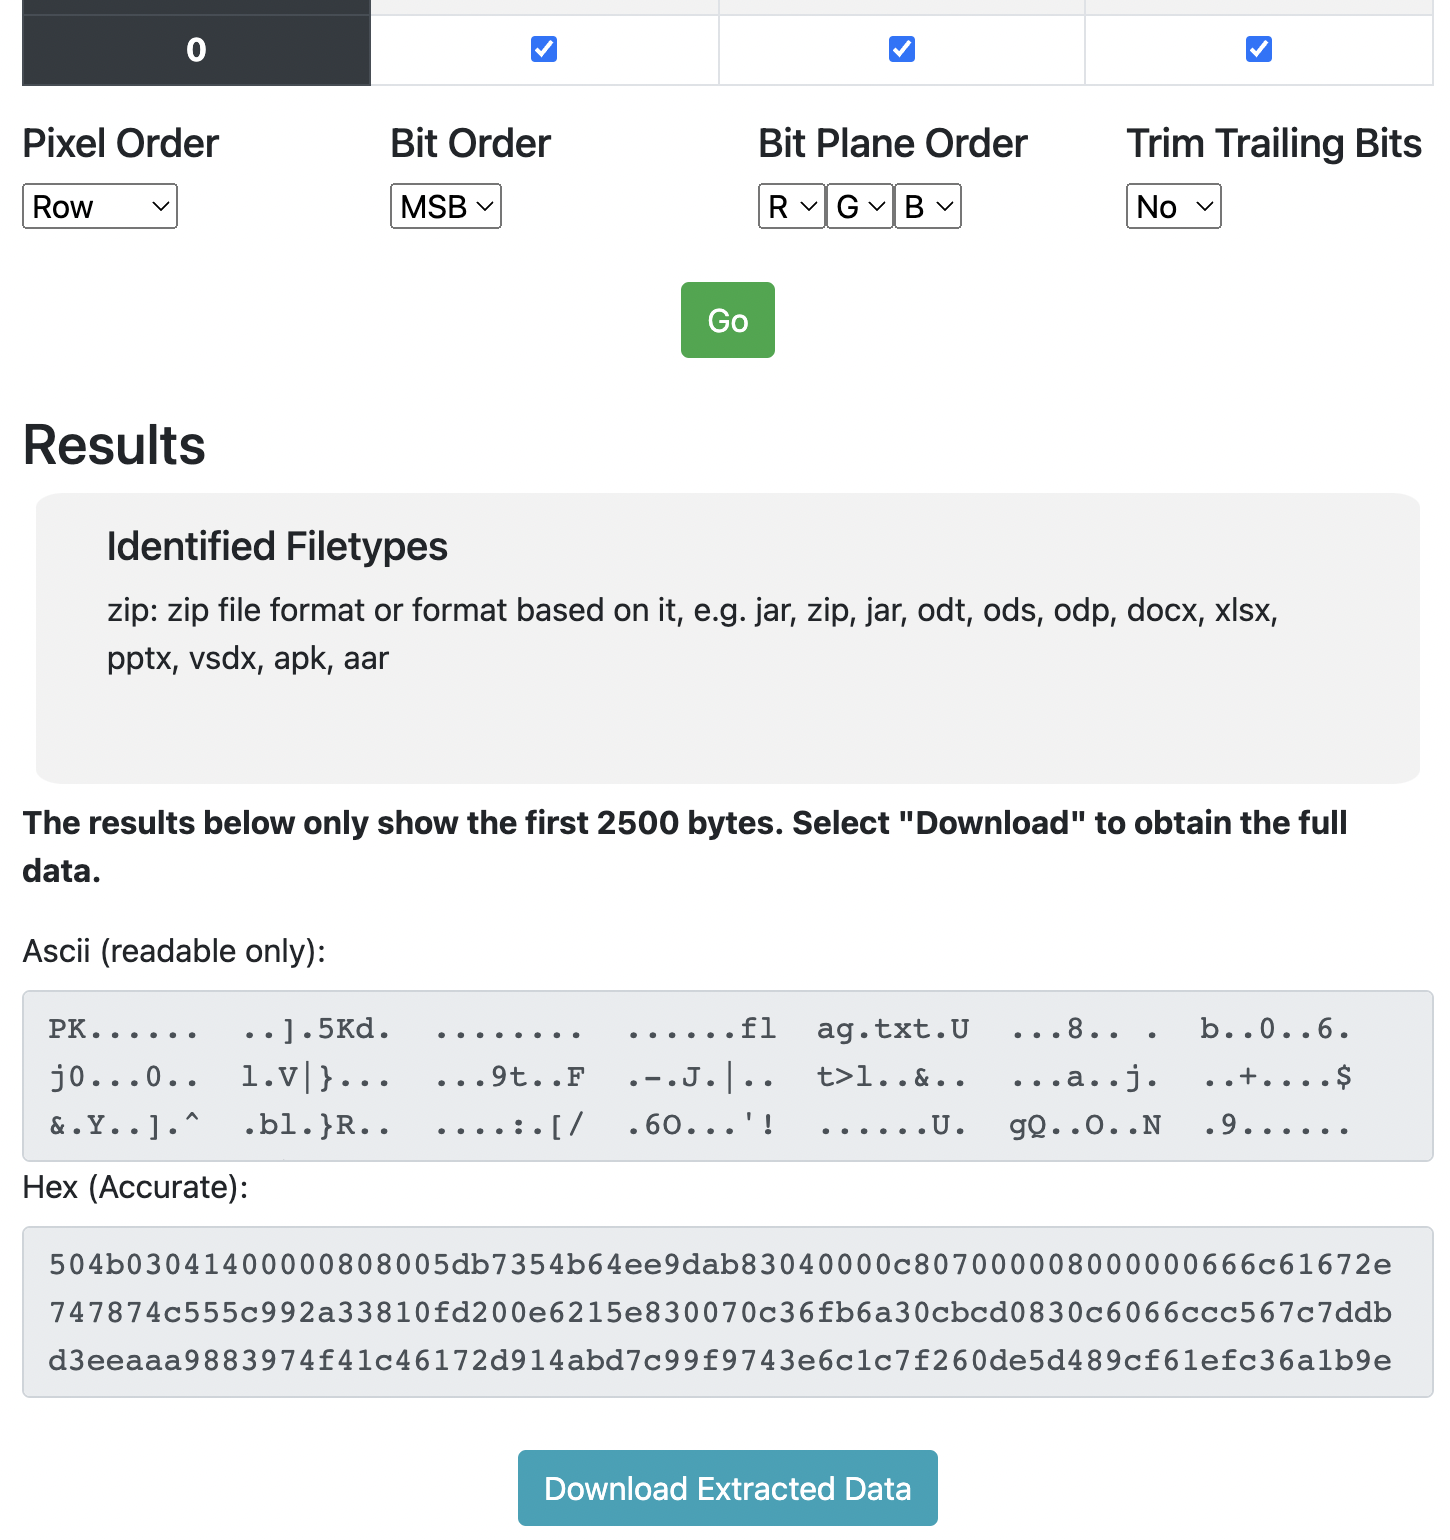 0
Pixel Order Bit Order Bit Plane Order Trim Trailing Bits
Row MSB R G B No
Go
Results
Identified Filetypes
zip: zip file format or format based on it, e.g. jar, zip, jar, odt, ods, odp, docx, xlsx,
pptx, vsdx, apk, aar
The results below only show the first 2500 bytes. Select "Download" to obtain the full
data.
Ascii (readable only):
PK...... ..].5Kd. ........ ......fl ag.txt.U ...8.. . b..0..6.
j0...0.. l.V|}... ...9t..F .-.J.|.. t>l..&.. ...a..j. ..+....$
&.Y..].^ .bl.}R.. ....:.[/ .6O...'! ......U. gQ..O..N .9......
Hex (Accurate):
504b03041400000808005db7354b64ee9dab83040000c807000008000000666c61672e
747874c555c992a33810fd200e6215e830070c36fb6a30cbcd0830c6066ccc567c7ddb
d3eeaaa9883974f41c46172d914abd7c99f9743e6c1c7f260de5d489cf61efc36a1b9e
Download Extracted Data